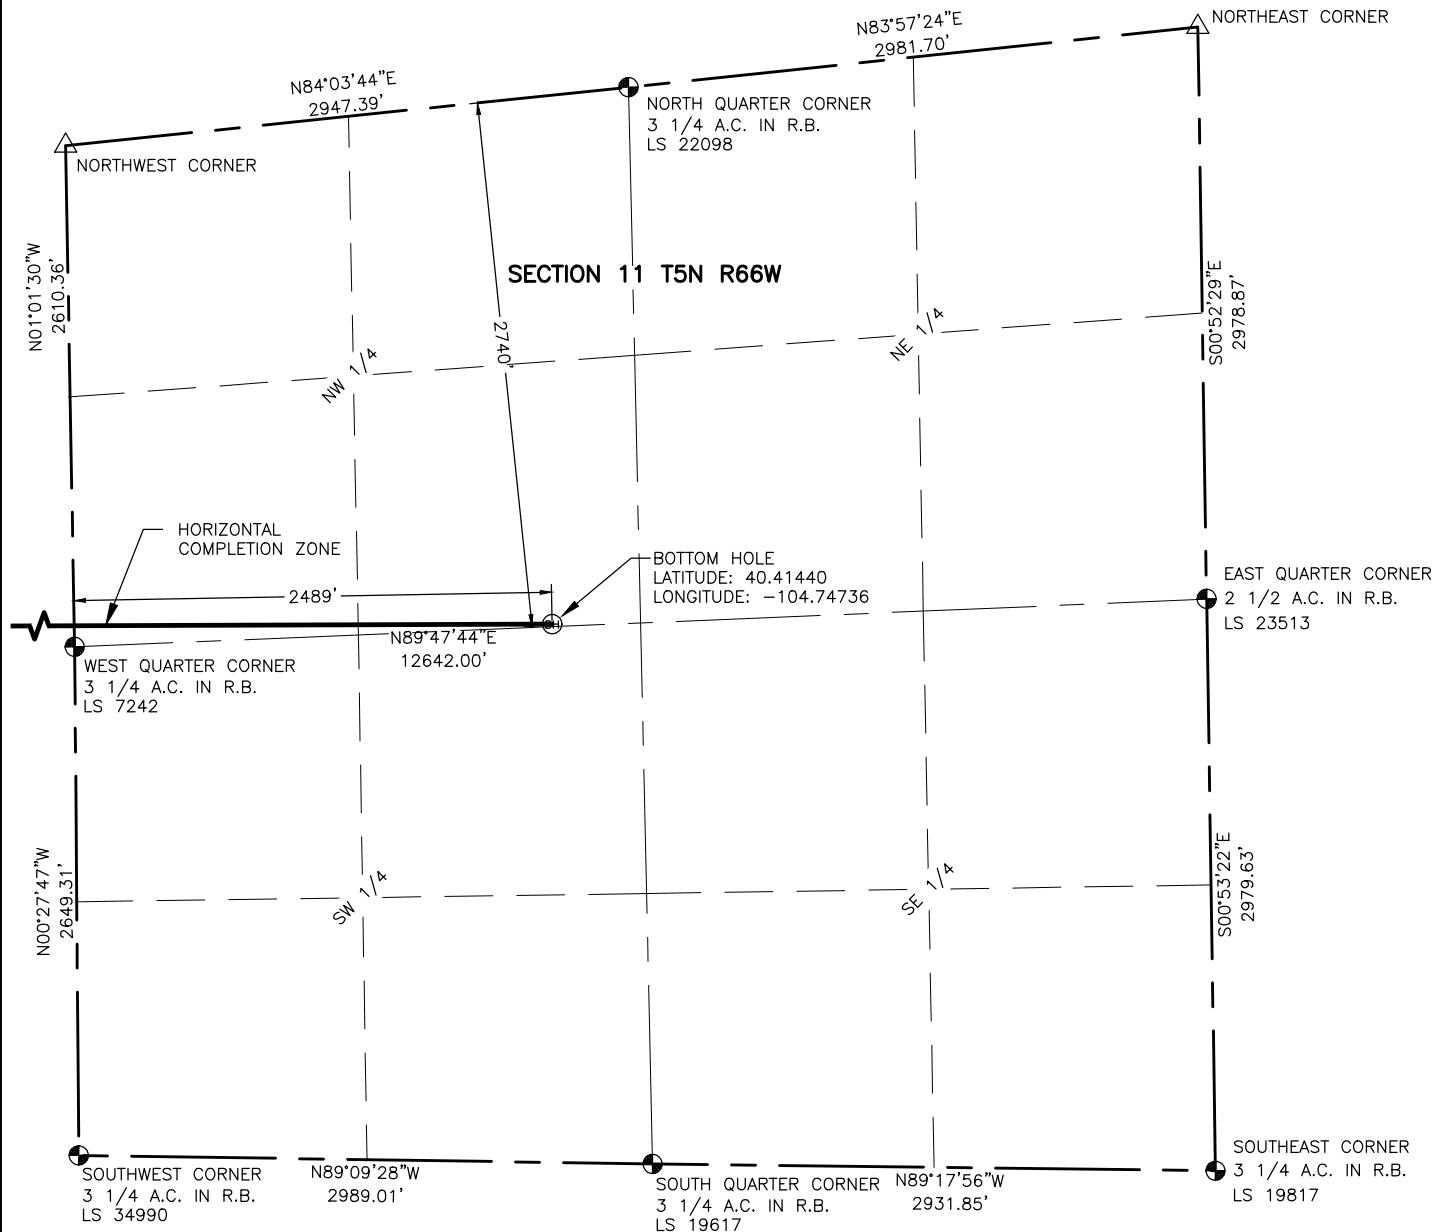 N83°57'24"E
2981.70'
NORTHEAST CORNER
N84°03'44"E
2947.39'
NORTH QUARTER CORNER
3 1/4 A.C. IN R.B.
LS 22098
NORTHWEST CORNER
N01°01'30"W
2610.36'
SECTION 11 T5N R66W
S00°52'29"E
2978.87'
2740'
NW 1/4
NE 1/4
HORIZONTAL
COMPLETION ZONE
BOTTOM HOLE
LATITUDE: 40.41440
LONGITUDE: -104.74736
2489'
EAST QUARTER CORNER
2 1/2 A.C. IN R.B.
LS 23513
N89°47'44"E
12642.00'
WEST QUARTER CORNER
3 1/4 A.C. IN R.B.
LS 7242
N00°27'47"W
2649.31'
SW 1/4
SE 1/4
S00°53'22"E
2979.63'
SOUTHWEST CORNER
3 1/4 A.C. IN R.B.
LS 34990
N89°09'28"W
2989.01'
SOUTH QUARTER CORNER
3 1/4 A.C. IN R.B.
LS 19617
N89°17'56"W
2931.85'
SOUTHEAST CORNER
3 1/4 A.C. IN R.B.
LS 19817